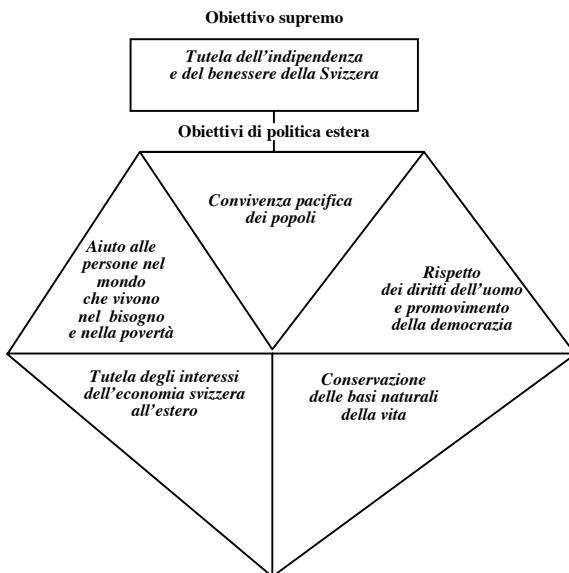 Obiettivo supremo
Tutela dell'indipendenza
e del benessere della Svizzera
Obiettivi di politica estera
Convivenza pacifica
dei popoli
Aiuto alle
persone nel
mondo
che vivono
nel bisogno
e nella povertà
Rispetto
dei diritti dell'uomo
e promovimento
della democrazia
Tutela degli interessi
dell'economia svizzera
all'estero
Conservazione
delle basi naturali
della vita